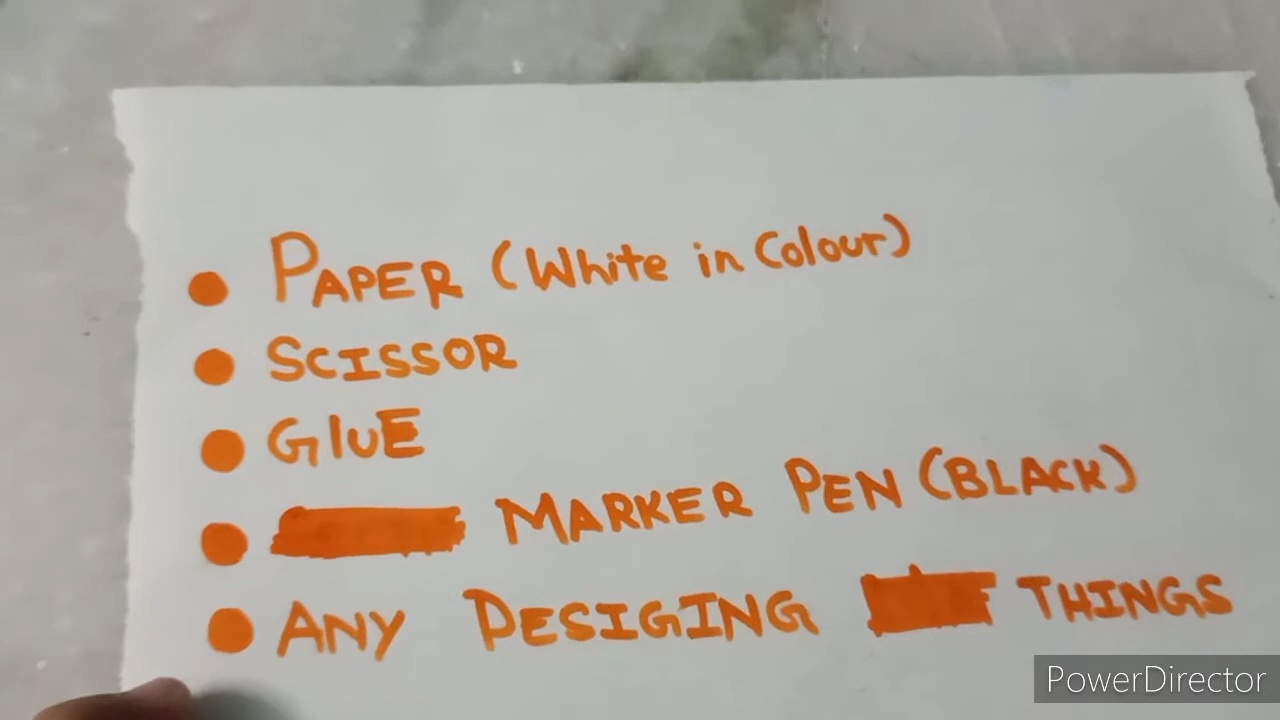 ● PAPER (White in Colour)
● SCISSOR
● GluE
● MARKER PEN (BLACK)
● ANY DESIGING THINGS
PowerDirector